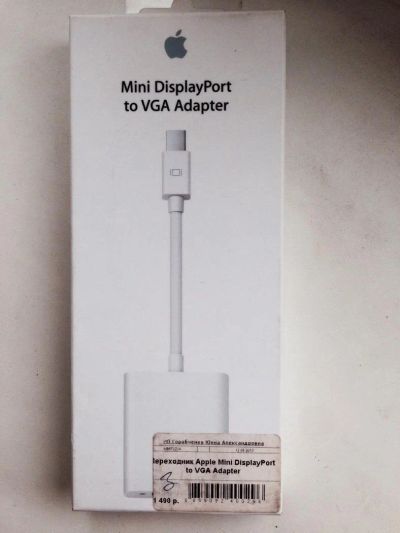 Mini DisplayPort
to VGA Adapter
Переходник Apple Mini DisplayPort
to VGA Adapter
1 490 р.